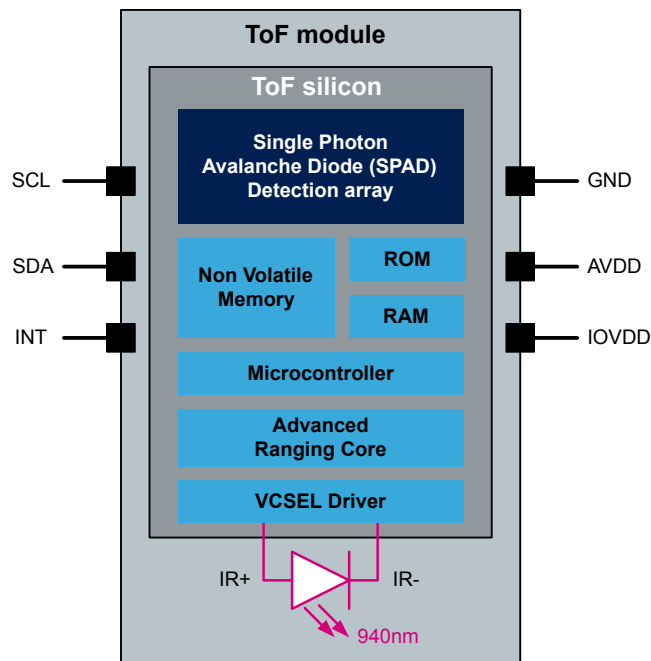 ToF module
ToF silicon
Single Photon
Avalanche Diode (SPAD)
Detection array
SCL
GND
SDA
AVDD
Non Volatile
Memory
ROM
RAM
INT
IOVDD
Microcontroller
Advanced
Ranging Core
VCSEL Driver
IR+
IR-
940nm